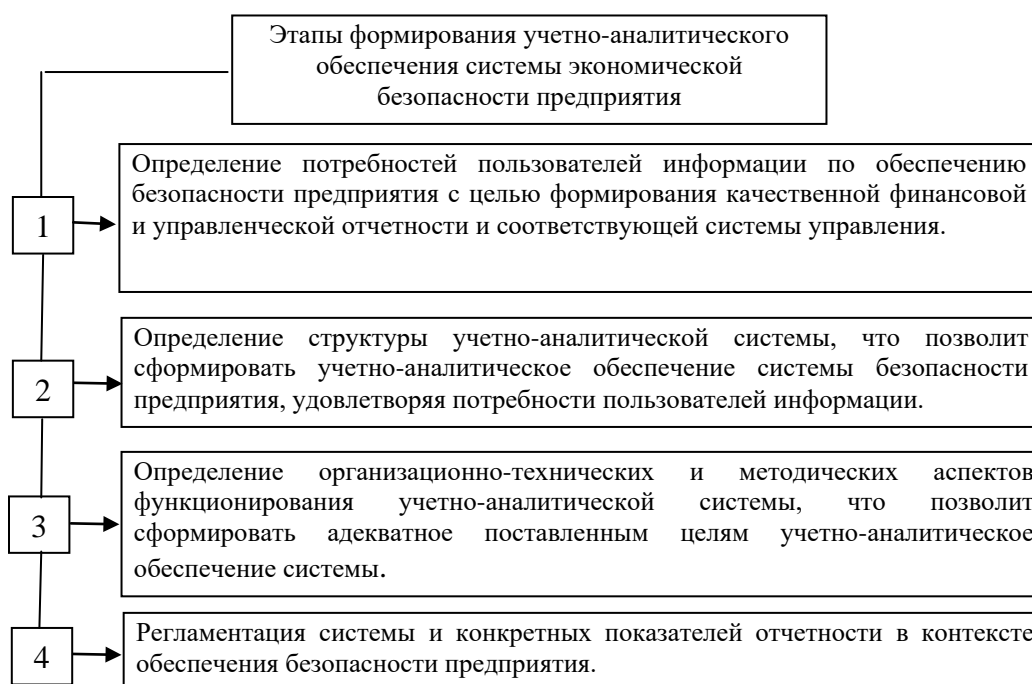 Этапы формирования учетно-аналитического
обеспечения системы экономической
безопасности предприятия
1
Определение потребностей пользователей информации по обеспечению
безопасности предприятия с целью формирования качественной финансовой
и управленческой отчетности и соответствующей системы управления.
2
Определение структуры учетно-аналитической системы, что позволит
сформировать учетно-аналитическое обеспечение системы безопасности
предприятия, удовлетворяя потребности пользователей информации.
3
Определение организационно-технических и методических аспектов
функционирования учетно-аналитической системы, что позволит
сформировать адекватное поставленным целям учетно-аналитическое
обеспечение системы.
4
Регламентация системы и конкретных показателей отчетности в контексте
обеспечения безопасности предприятия.